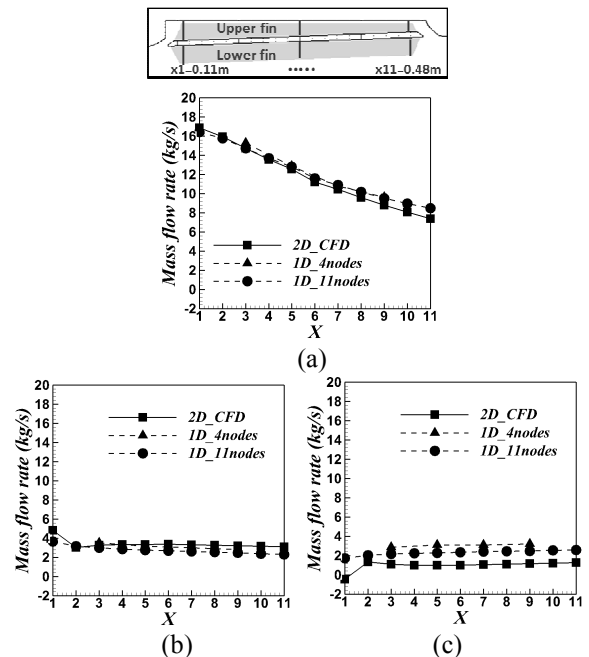 Upper fin
Lower fin
x1–0.11m
•••••
x11–0.48m
20
18
16
14
12
10
8
6
4
2
0
-2
Mass flow rate (kg/s)
2D_CFD
1D_4nodes
1D_11nodes
1 2 3 4 5 6 7 8 9 10 11
X
(a)
20
18
16
14
12
10
8
6
4
2
0
-2
Mass flow rate (kg/s)
2D_CFD
1D_4nodes
1D_11nodes
1 2 3 4 5 6 7 8 9 10 11
X
(b)
20
18
16
14
12
10
8
6
4
2
0
-2
Mass flow rate (kg/s)
2D_CFD
1D_4nodes
1D_11nodes
1 2 3 4 5 6 7 8 9 10 11
X
(c)